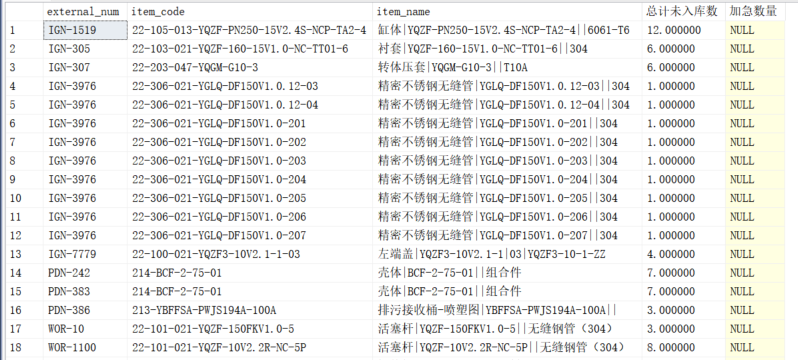 external_num item_code item_name 总计未入库数 加急数量
1 IGN-1519 22-105-013-YQZF-PN250-15V2.4S-NCP-TA2-4 缸体|YQZF-PN250-15V2.4S-NCP-TA2-4||6061-T6 12.000000 NULL
2 IGN-305 22-103-021-YQZF-160-15V1.0-NC-TT01-6 衬套|YQZF-160-15V1.0-NC-TT01-6||304 6.000000 NULL
3 IGN-307 22-203-047-YQGM-G10-3 转体压套|YQGM-G10-3||T10A 6.000000 NULL
4 IGN-3976 22-306-021-YGLQ-DF150V1.0.12-03 精密不锈钢无缝管|YGLQ-DF150V1.0.12-03||304 1.000000 NULL
5 IGN-3976 22-306-021-YGLQ-DF150V1.0.12-04 精密不锈钢无缝管|YGLQ-DF150V1.0.12-04||304 1.000000 NULL
6 IGN-3976 22-306-021-YGLQ-DF150V1.0-201 精密不锈钢无缝管|YGLQ-DF150V1.0-201||304 1.000000 NULL
7 IGN-3976 22-306-021-YGLQ-DF150V1.0-202 精密不锈钢无缝管|YGLQ-DF150V1.0-202||304 1.000000 NULL
8 IGN-3976 22-306-021-YGLQ-DF150V1.0-203 精密不锈钢无缝管|YGLQ-DF150V1.0-203||304 1.000000 NULL
9 IGN-3976 22-306-021-YGLQ-DF150V1.0-204 精密不锈钢无缝管|YGLQ-DF150V1.0-204||304 1.000000 NULL
10 IGN-3976 22-306-021-YGLQ-DF150V1.0-205 精密不锈钢无缝管|YGLQ-DF150V1.0-205||304 1.000000 NULL
11 IGN-3976 22-306-021-YGLQ-DF150V1.0-206 精密不锈钢无缝管|YGLQ-DF150V1.0-206||304 1.000000 NULL
12 IGN-3976 22-306-021-YGLQ-DF150V1.0-207 精密不锈钢无缝管|YGLQ-DF150V1.0-207||304 1.000000 NULL
13 IGN-7779 22-100-021-YQZF3-10V2.1-1-03 左端盖|YQZF3-10V2.1-1|03|YQZF3-10-1-ZZ 4.000000 NULL
14 PDN-242 214-BCF-2-75-01 壳体|BCF-2-75-01||组合件 7.000000 NULL
15 PDN-383 214-BCF-2-75-01 壳体|BCF-2-75-01||组合件 7.000000 NULL
16 PDN-386 213-YBFFSA-PWJS194A-100A 排污接收桶-喷塑图|YBFFSA-PWJS194A-100A|| 3.000000 NULL
17 WOR-10 22-101-021-YQZF-150FKV1.0-5 活塞杆|YQZF-150FKV1.0-5||无缝钢管（304） 3.000000 NULL
18 WOR-1100 22-101-021-YQZF-10V2.2R-NC-5P 活塞杆|YQZF-10V2.2R-NC-5P||无缝钢管（304） 8.000000 NULL